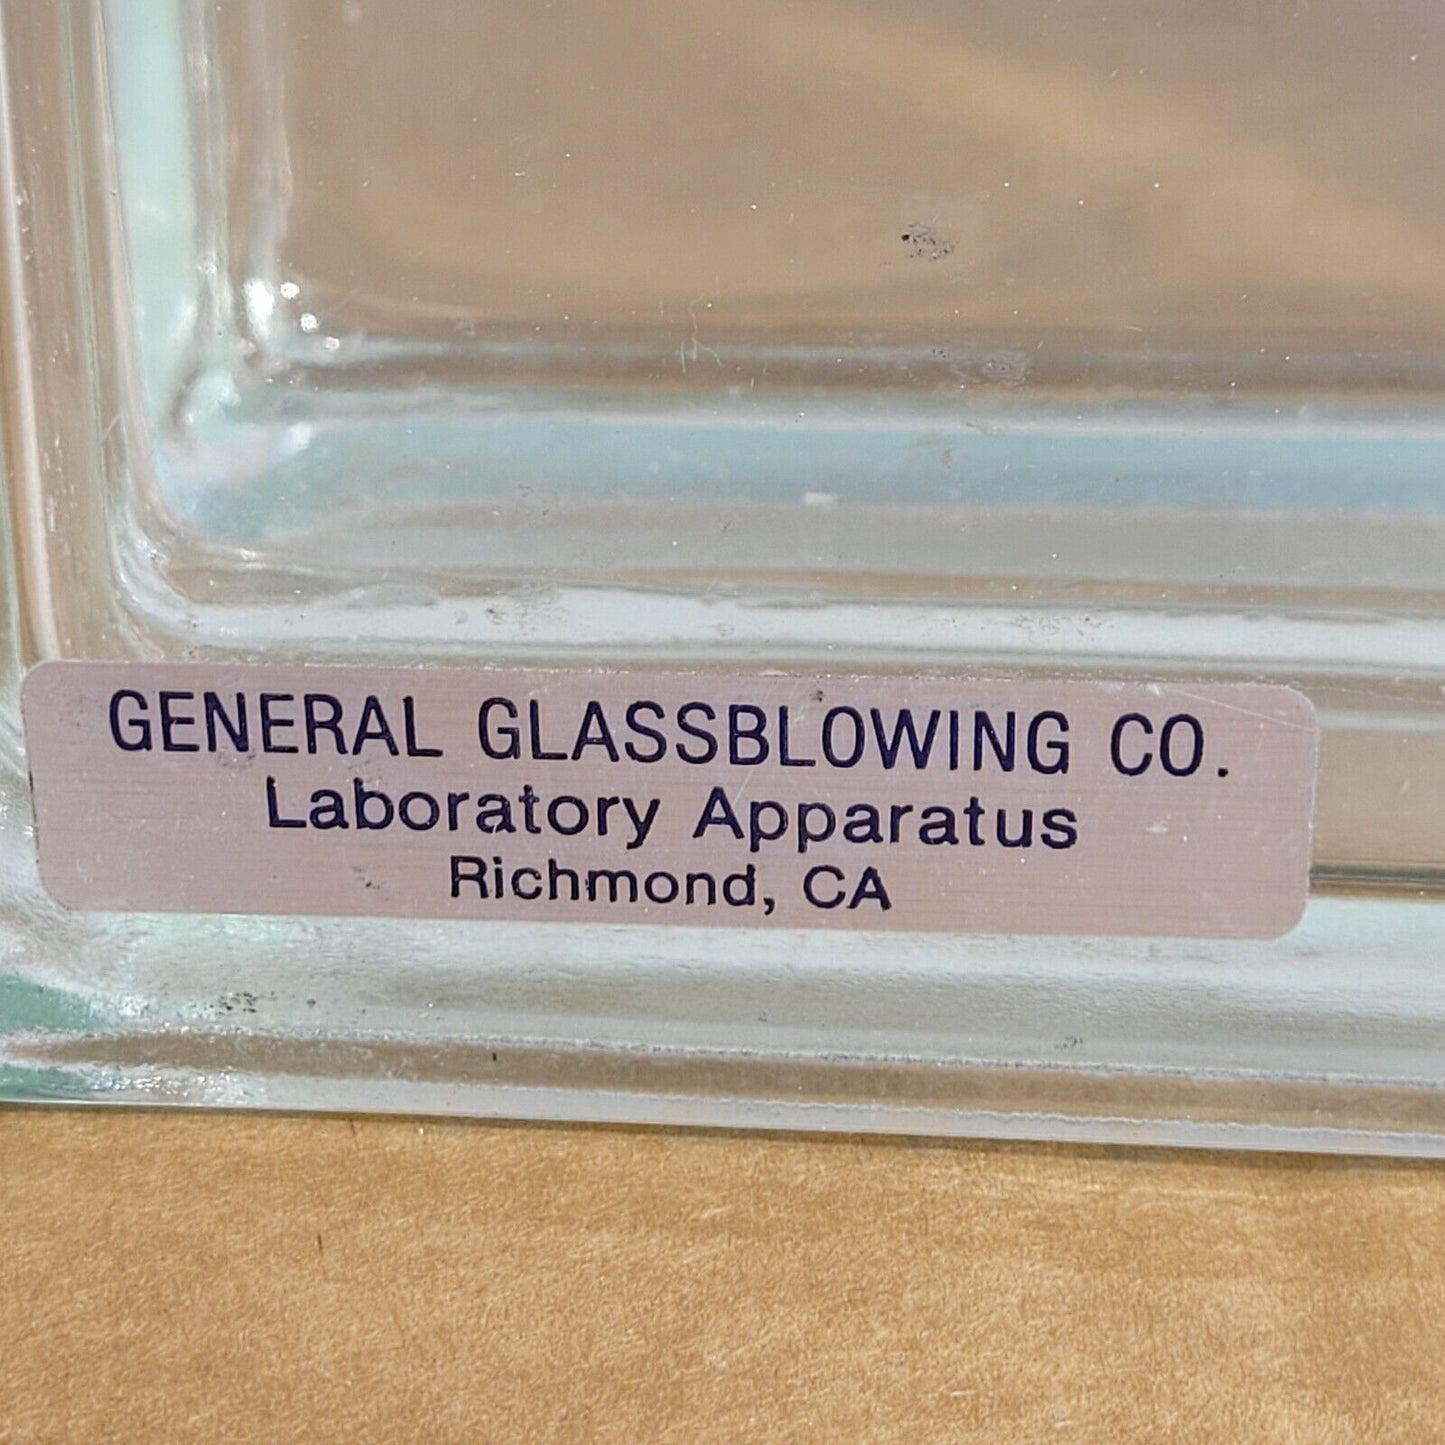 GENERAL GLASSBLOWING CO.
Laboratory Apparatus
Richmond, CA